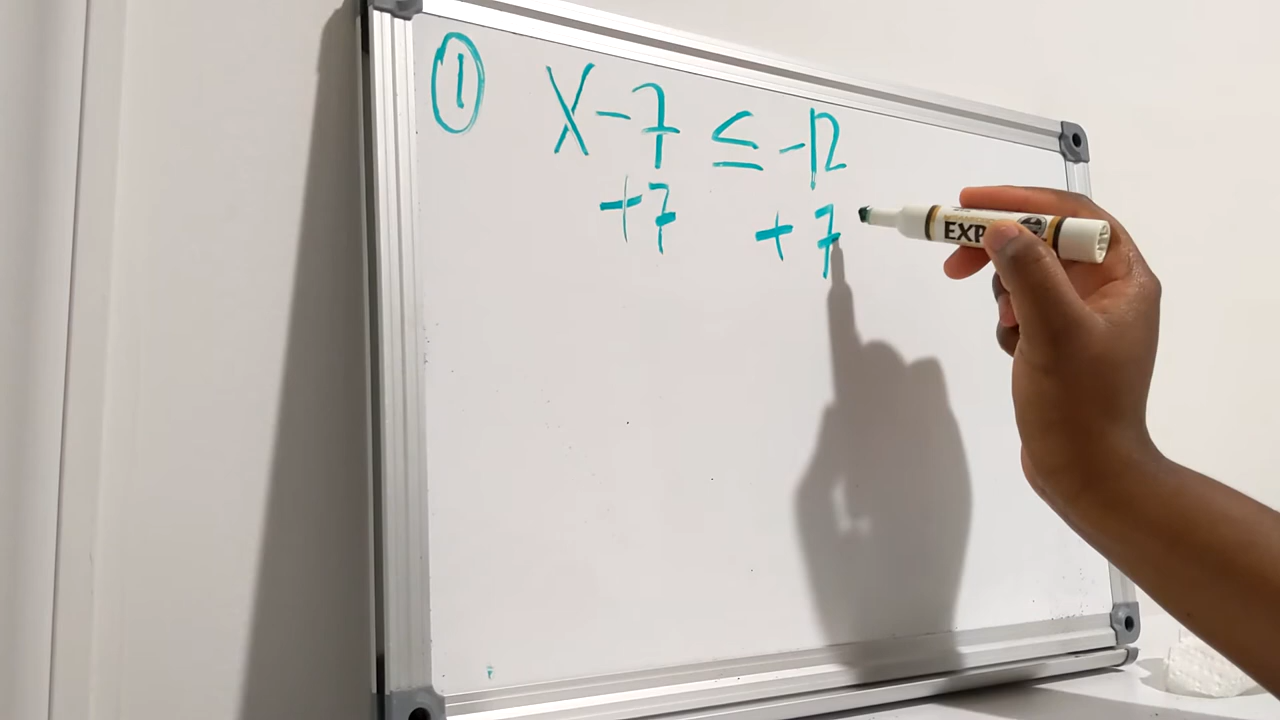 ① X - 7 ≤ -12
+7 +7
EXP